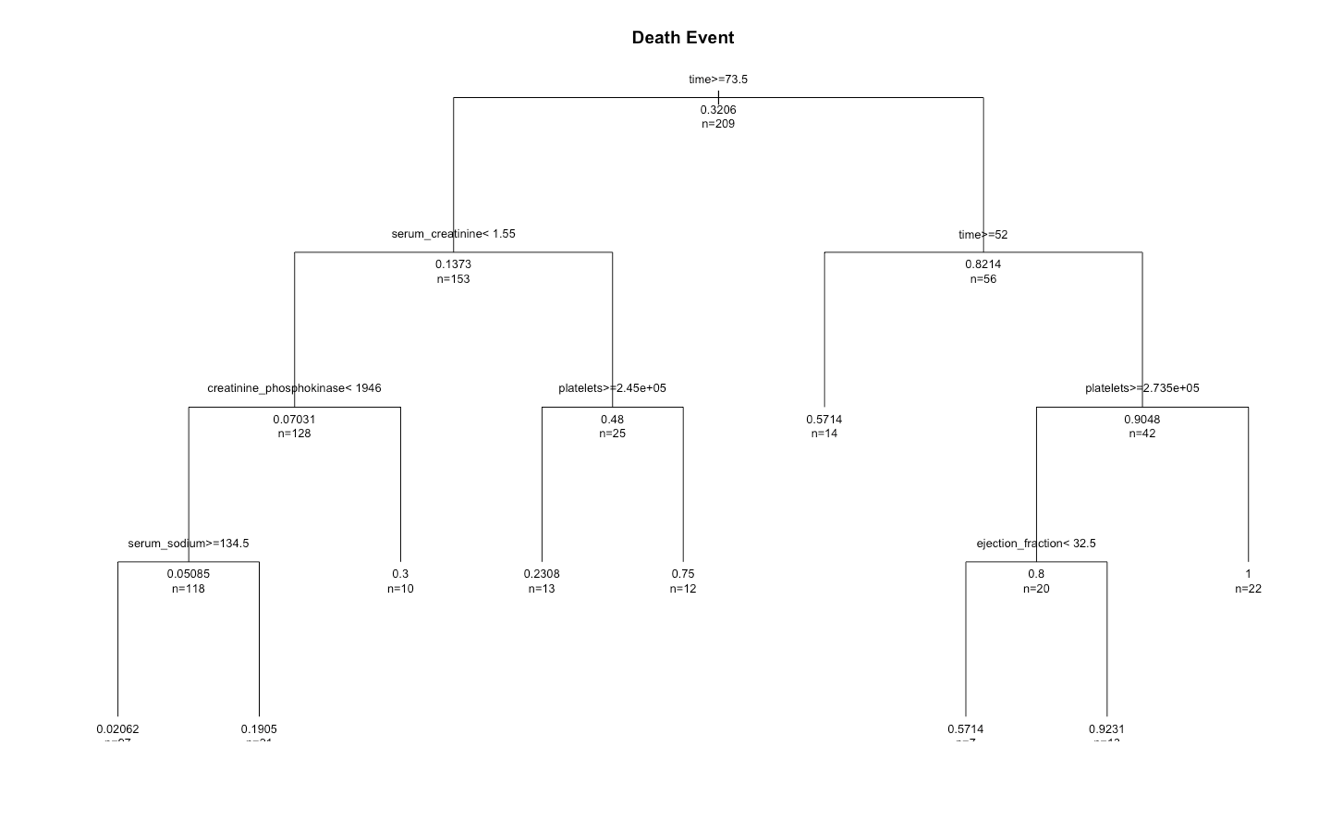 Death Event
time>=73.5
0.3206
n=209
serum_creatinine< 1.55
time>=52
0.1373
n=153
0.8214
n=56
creatinine_phosphokinase< 1946
platelets>=2.45e+05
platelets>=2.735e+05
0.07031
n=128
0.48
n=25
0.5714
n=14
0.9048
n=42
serum_sodium>=134.5
ejection_fraction< 32.5
0.05085
n=118
0.3
n=10
0.2308
n=13
0.75
n=12
0.8
n=20
1
n=22
0.02062
0.1905
0.5714
0.9231